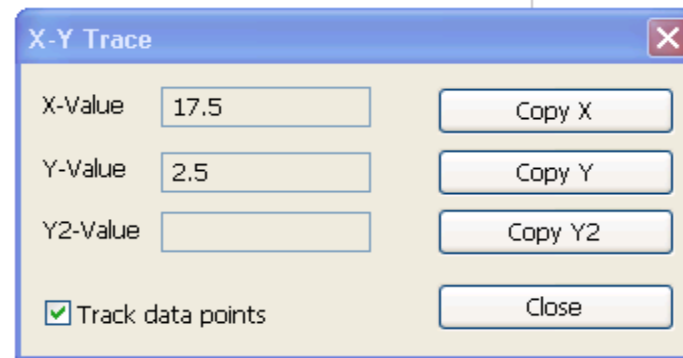 X-Y Trace
X-Value 17.5 Copy X
Y-Value 2.5 Copy Y
Y2-Value Copy Y2
Track data points Close